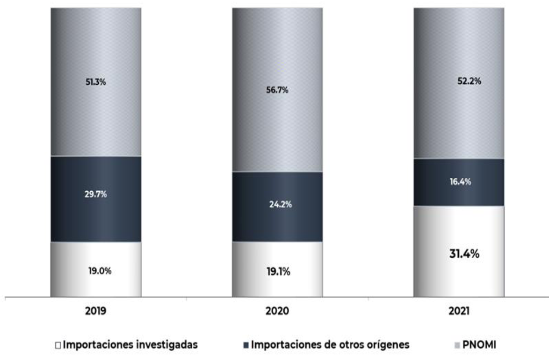 51.3% 56.7% 52.2%
29.7% 24.2% 16.4%
19.0% 19.1% 31.4%
2019 2020 2021
Importaciones investigadas Importaciones de otros orígenes PNOMI